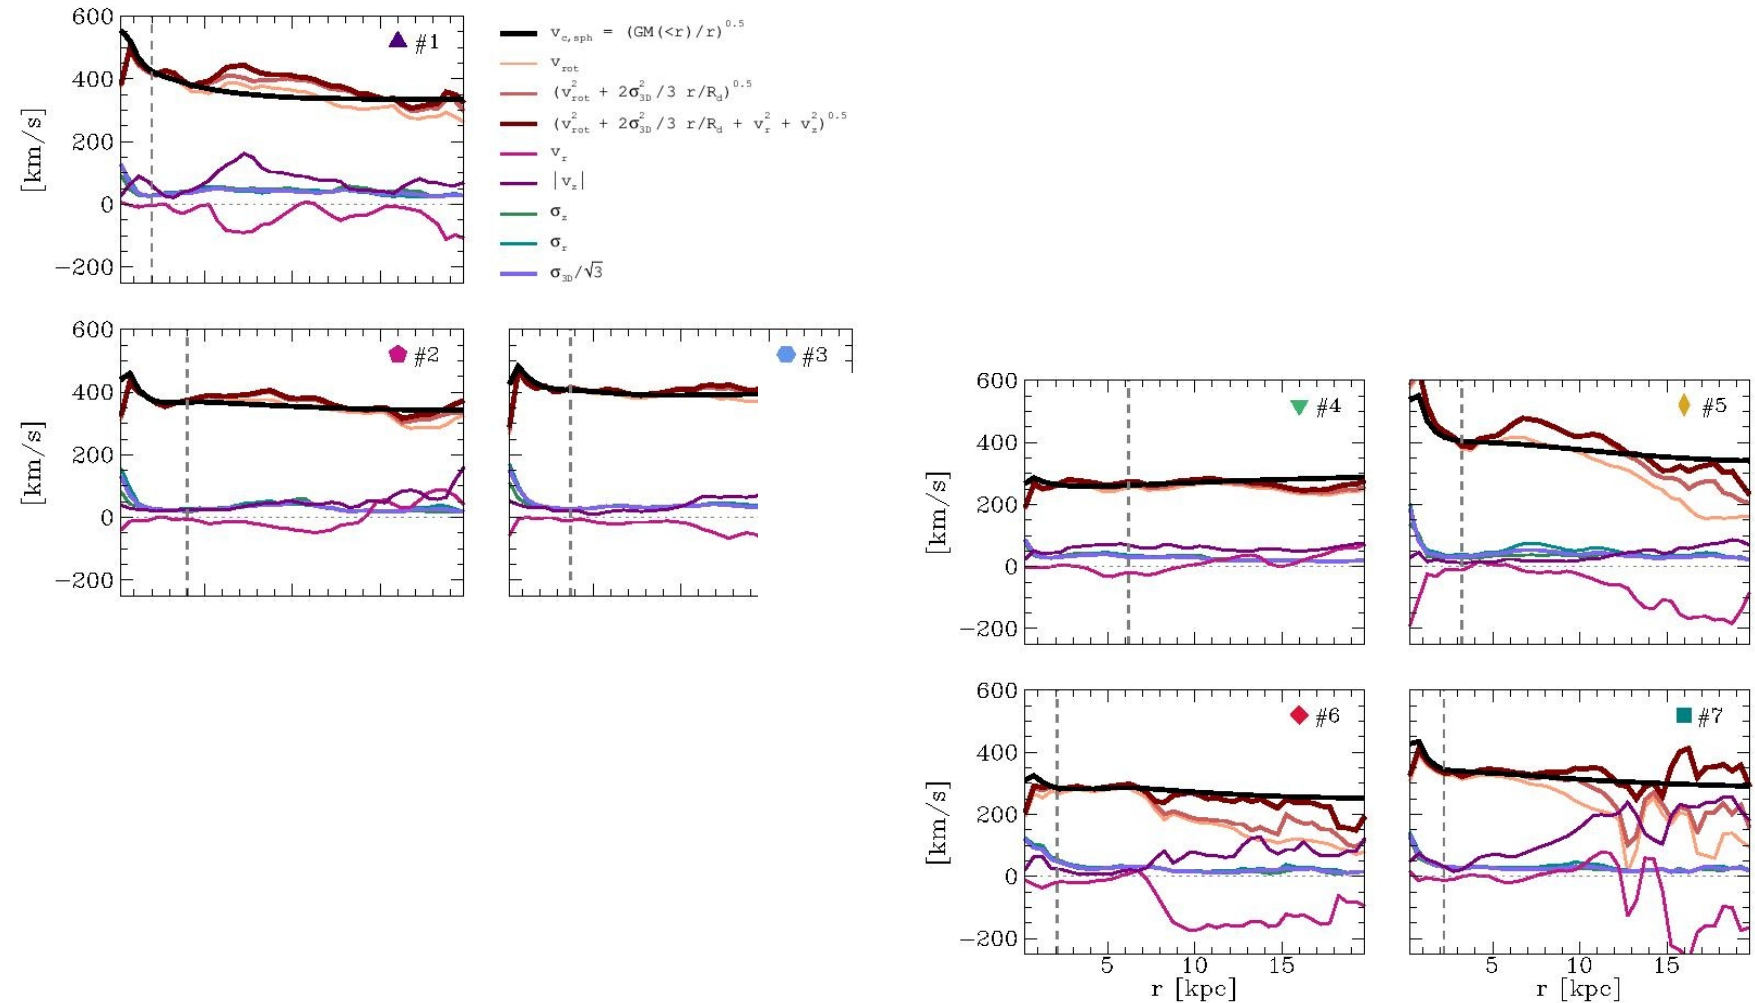 600
400
200
0
−200
[km/s]
#1
v_c,sph = (GM(<r)/r)^0.5
v_rot
(v_rot^2 + 2σ_3D^2/3 r/R_d)^0.5
(v_rot^2 + 2σ_3D^2/3 r/R_d + v_r^2 + v_z^2)^0.5
v_r
|v_z|
σ_z
σ_r
σ_3D/√3
600
400
200
0
−200
[km/s]
#2
#3
600
400
200
0
−200
[km/s]
#4
#5
600
400
200
0
−200
[km/s]
#6
#7
5 10 15
r [kpc]
5 10 15
r [kpc]